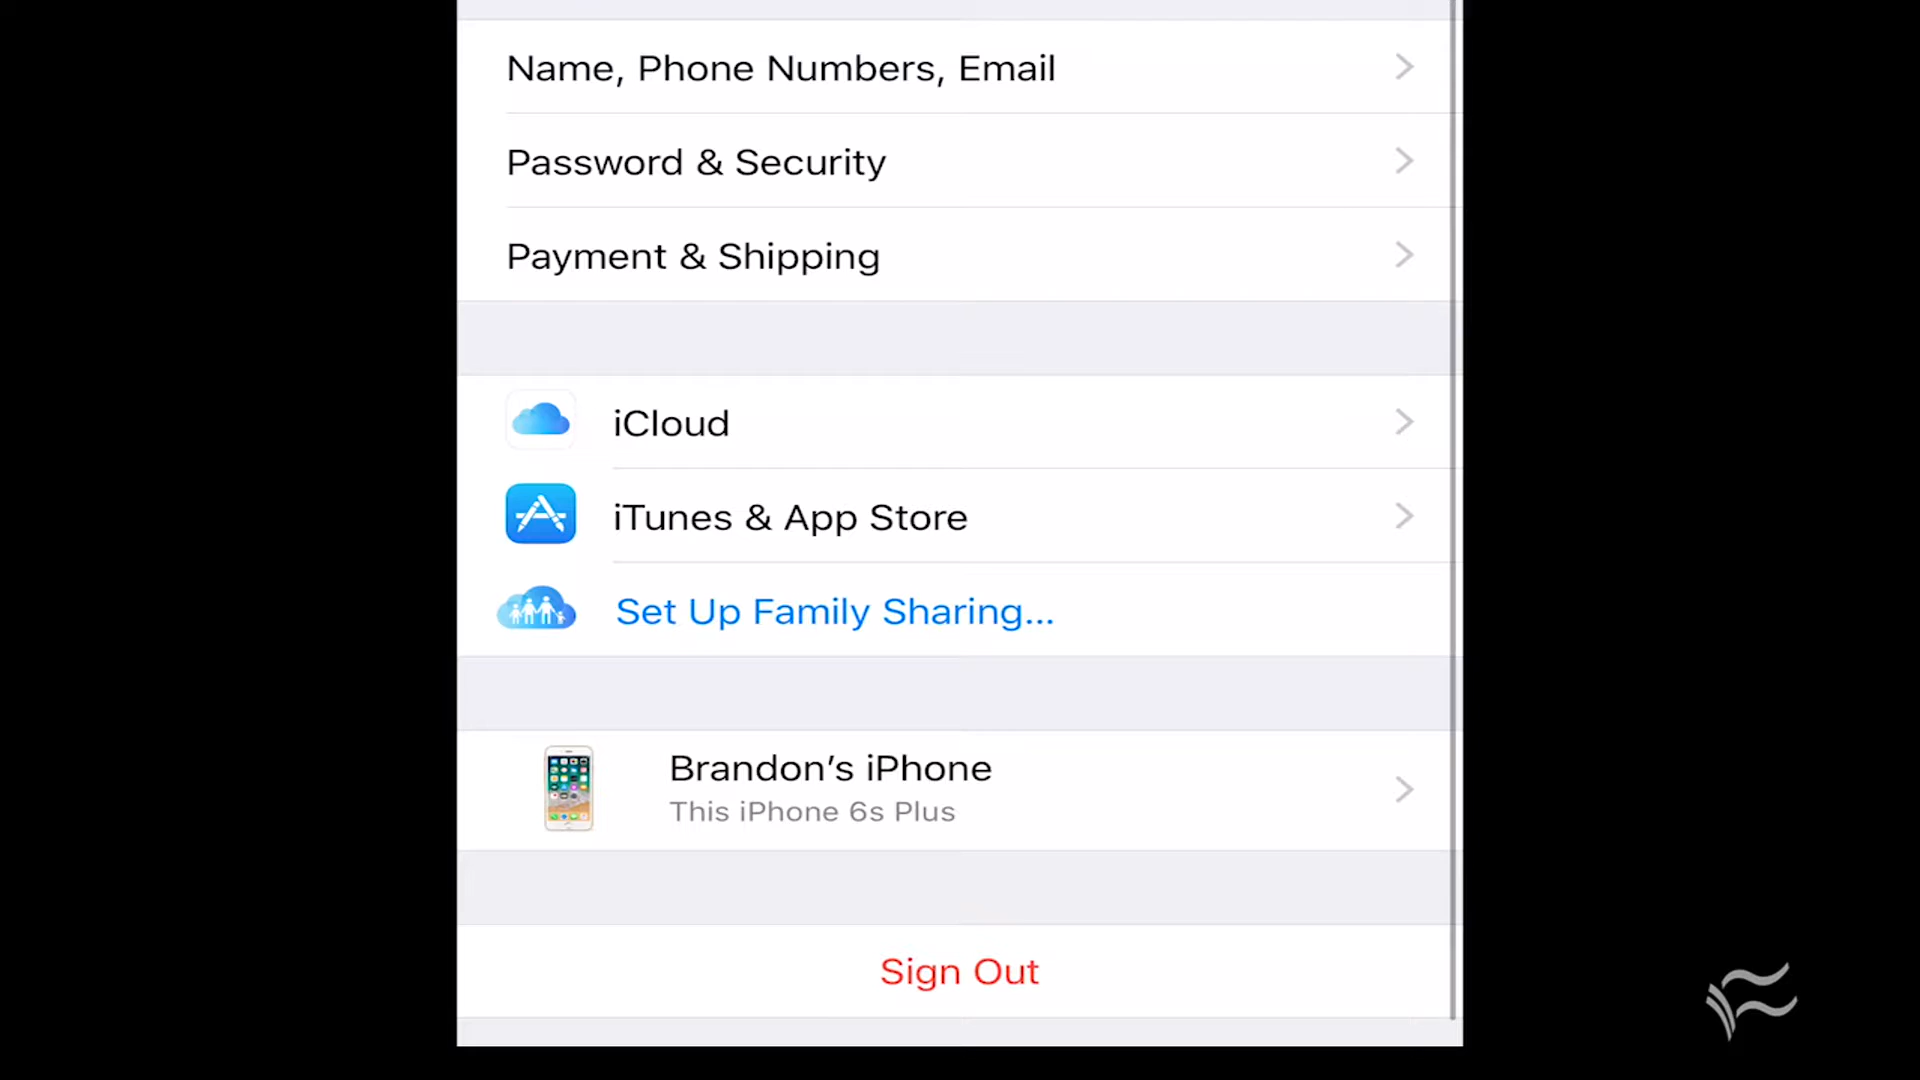 Name, Phone Numbers, Email
Password & Security
Payment & Shipping
iCloud
iTunes & App Store
Set Up Family Sharing...
Brandon’s iPhone
This iPhone 6s Plus
Sign Out